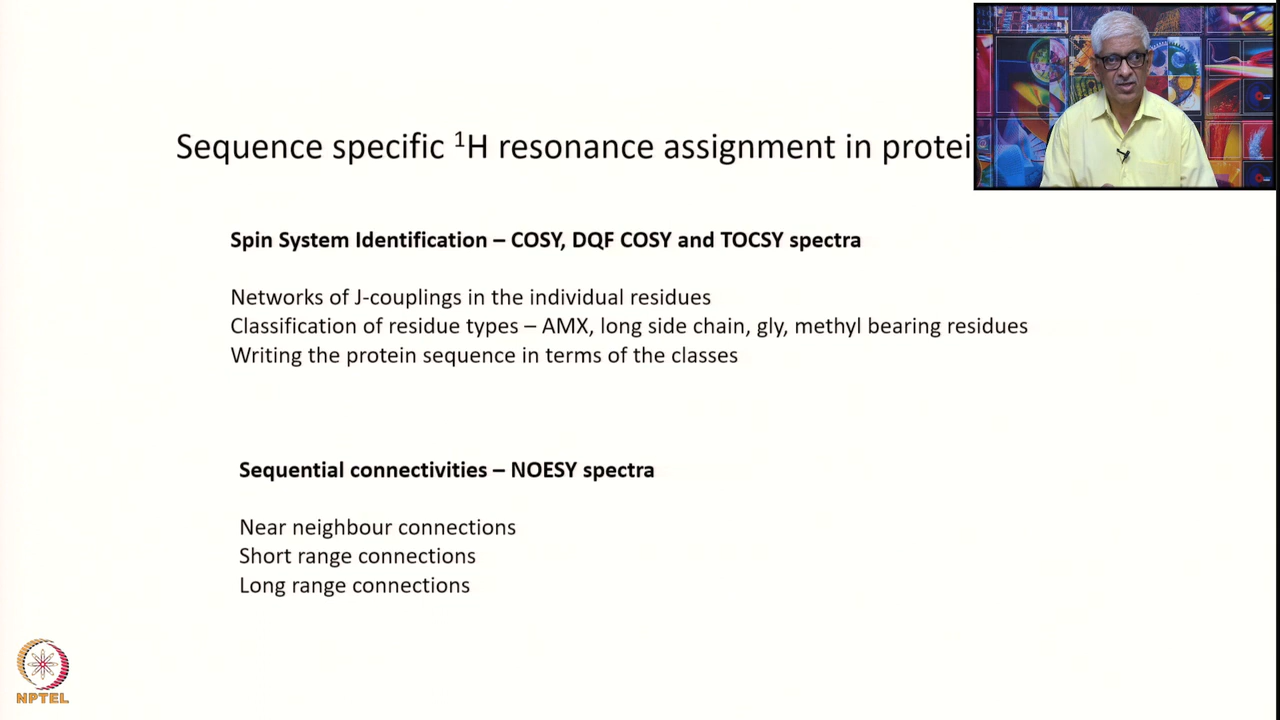 Sequence specific ¹H resonance assignment in protei
Spin System Identification – COSY, DQF COSY and TOCSY spectra
Networks of J-couplings in the individual residues
Classification of residue types – AMX, long side chain, gly, methyl bearing residues
Writing the protein sequence in terms of the classes
Sequential connectivities – NOESY spectra
Near neighbour connections
Short range connections
Long range connections
NPTEL